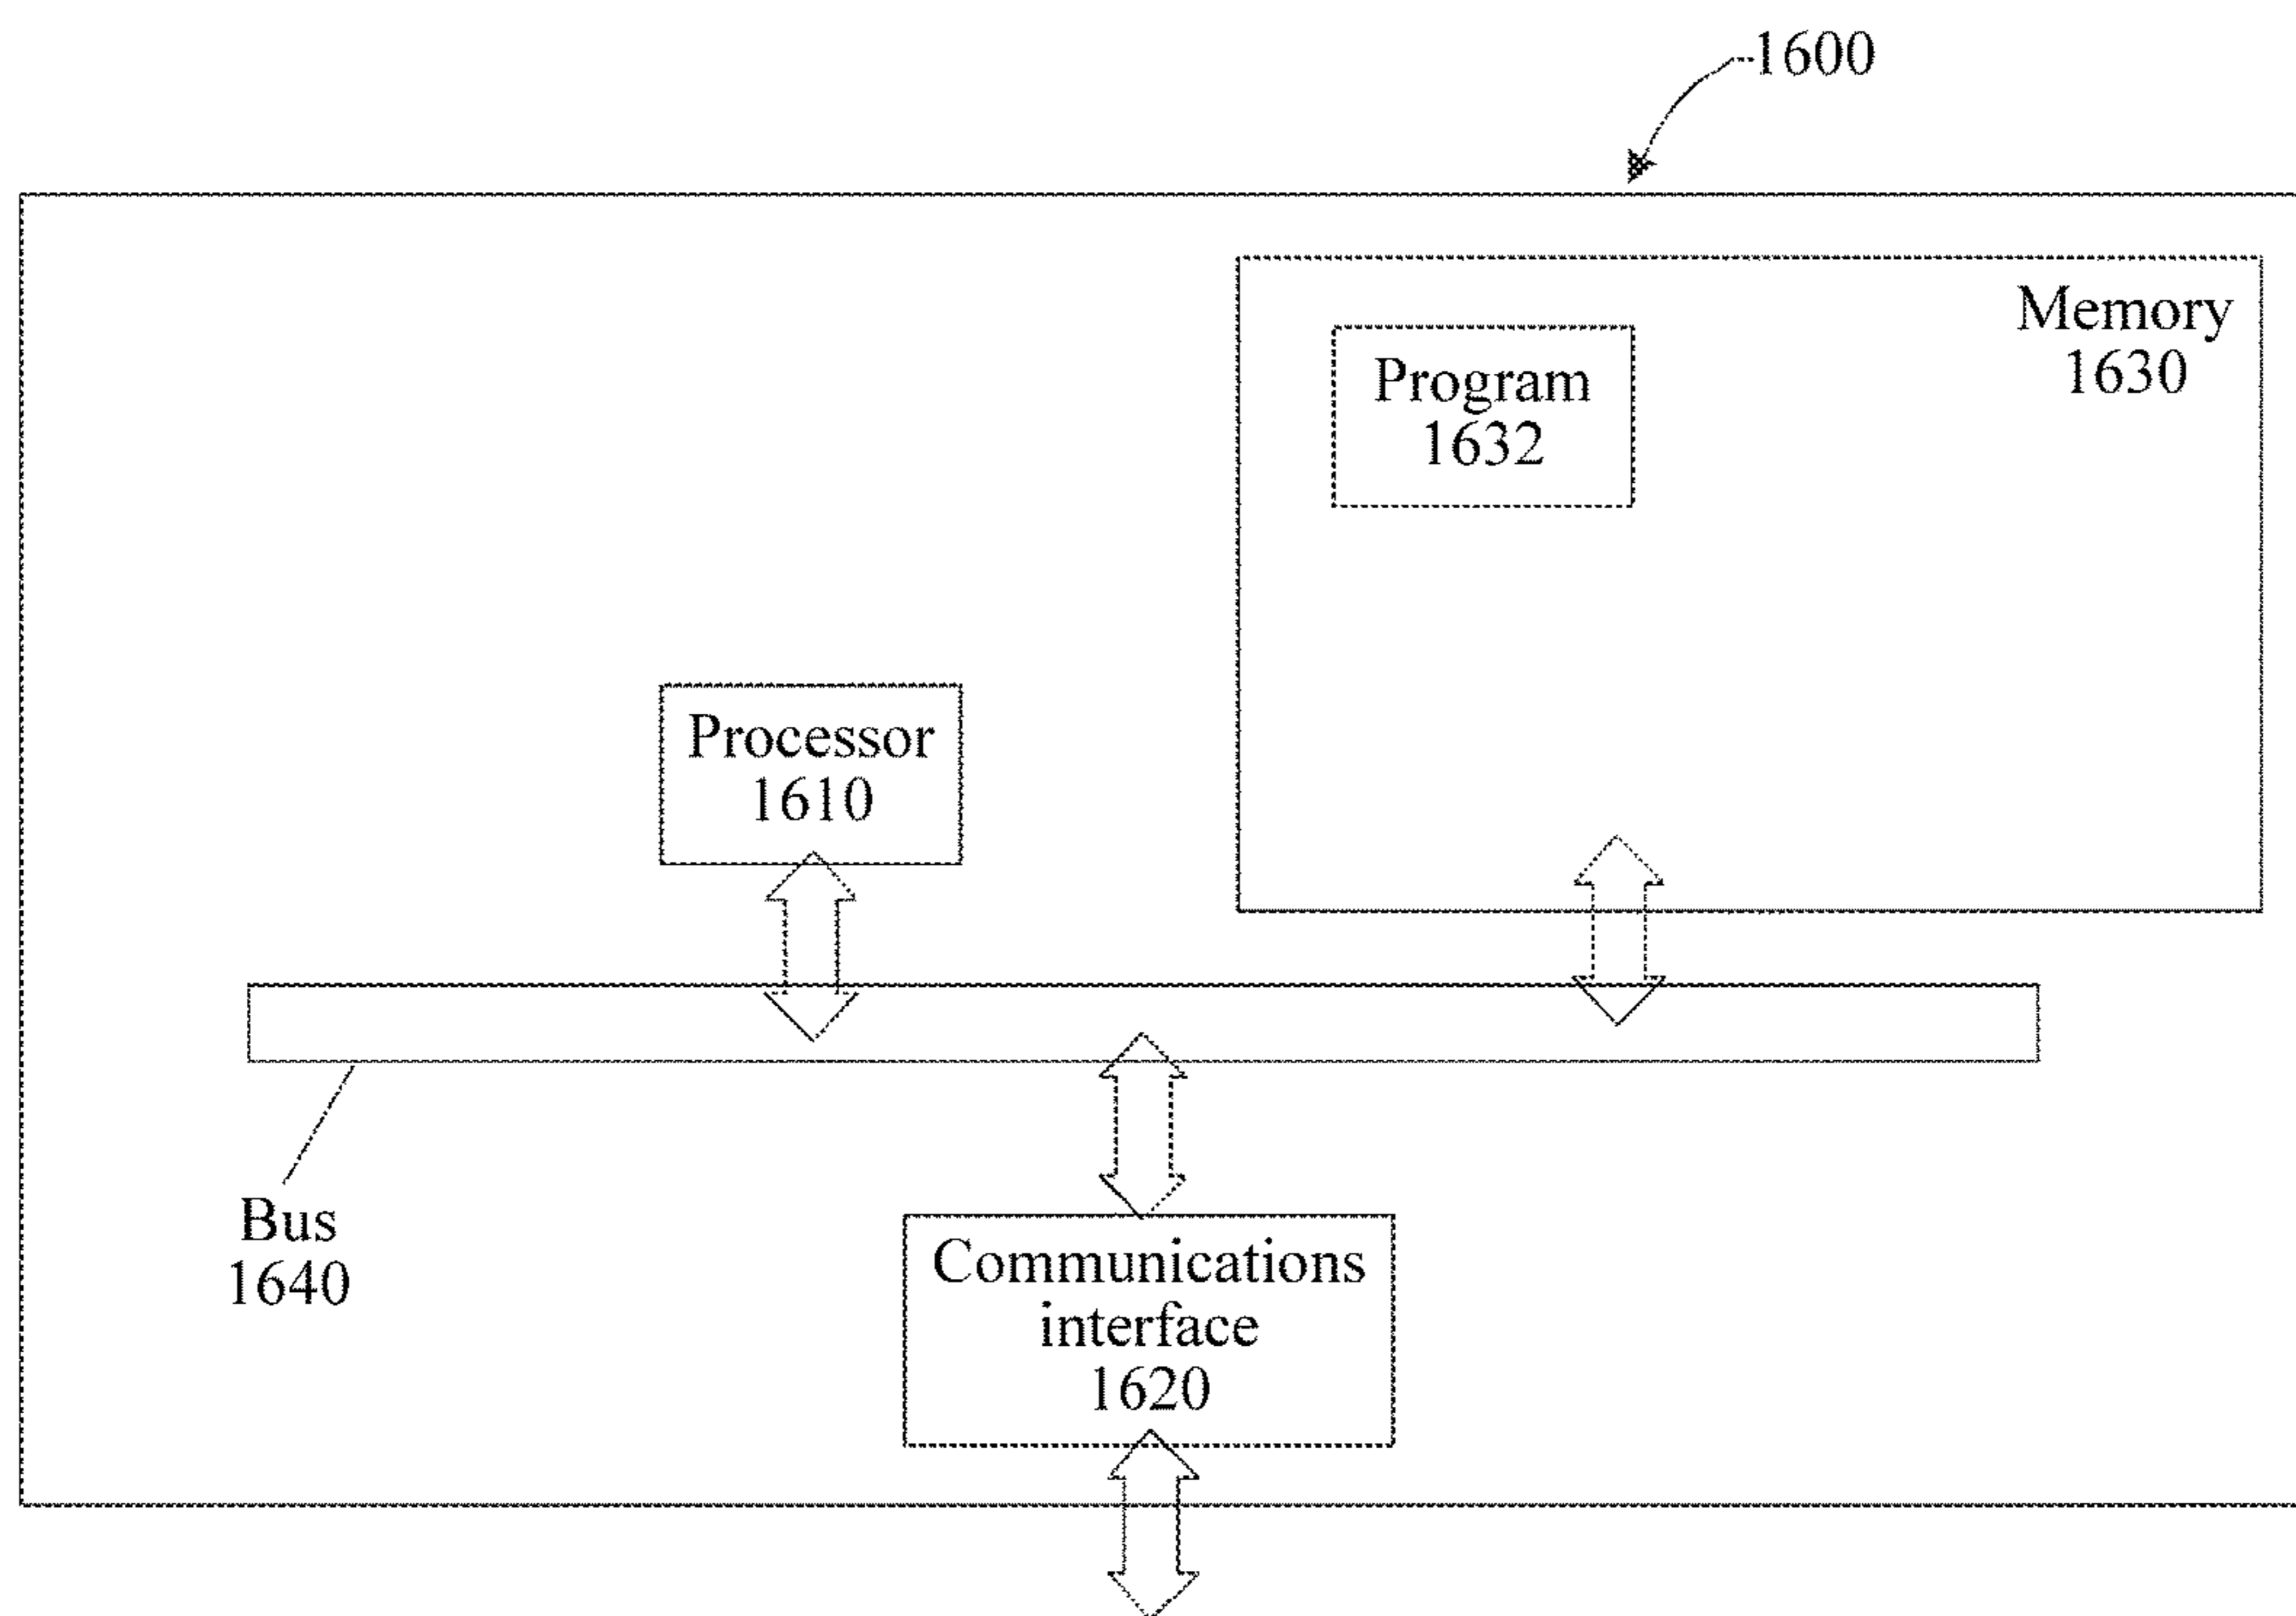 1600
Memory
1630
Program
1632
Processor
1610
Bus
1640
Communications
interface
1620